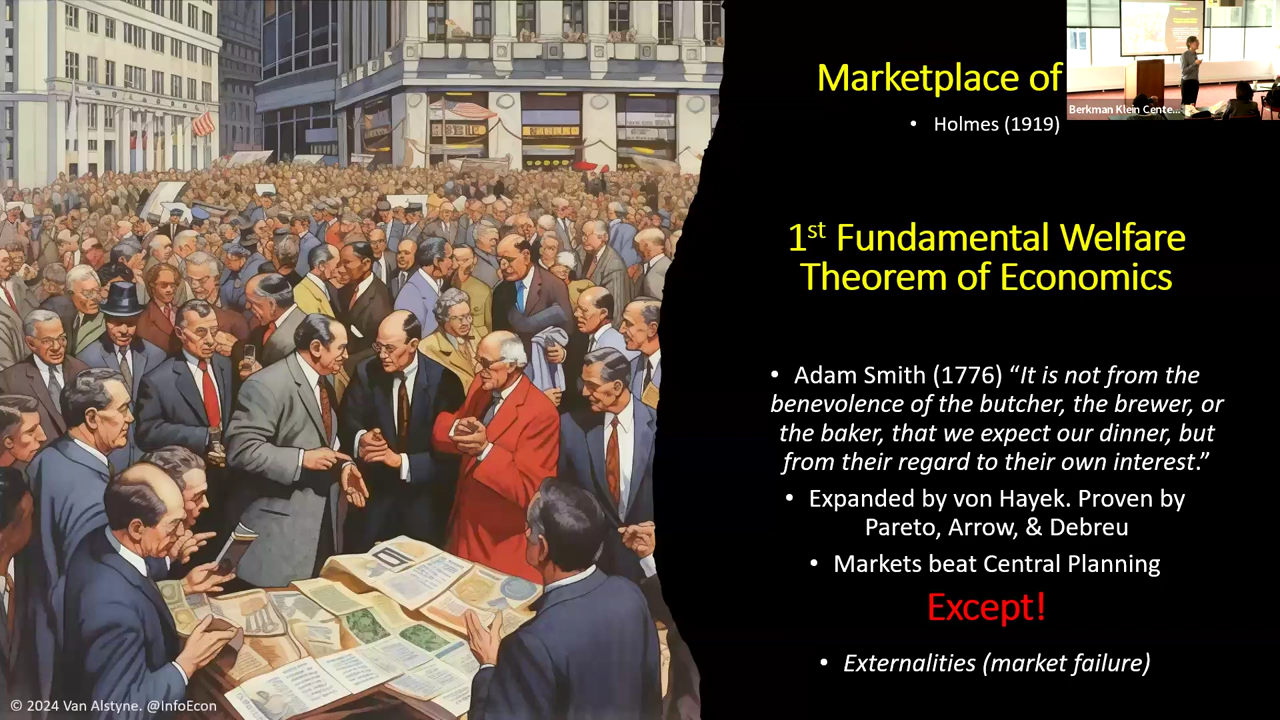 Marketplace of
• Holmes (1919)
Berkman Klein Cente...
1st Fundamental Welfare
Theorem of Economics
• Adam Smith (1776) “It is not from the
benevolence of the butcher, the brewer, or
the baker, that we expect our dinner, but
from their regard to their own interest.”
• Expanded by von Hayek. Proven by
Pareto, Arrow, & Debreu
• Markets beat Central Planning
Except!
• Externalities (market failure)
© 2024 Van Alstyne. @InfoEcon